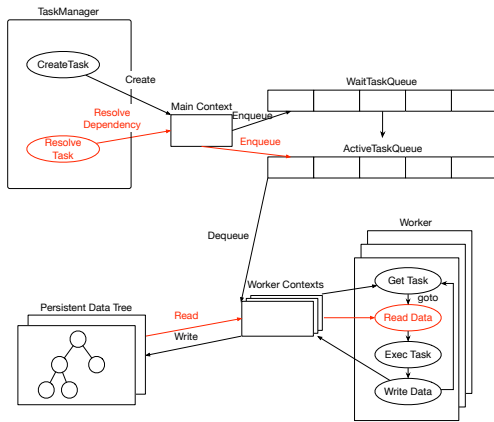 TaskManager
CreateTask
Create
WaitTaskQueue
Main Context
Resolve
Dependency
Enqueue
Resolve
Task
Enqueue
ActiveTaskQueue
Dequeue
Worker
Worker Contexts
Get Task
goto
Persistent Data Tree
Read
Read Data
Write
Exec Task
Write Data